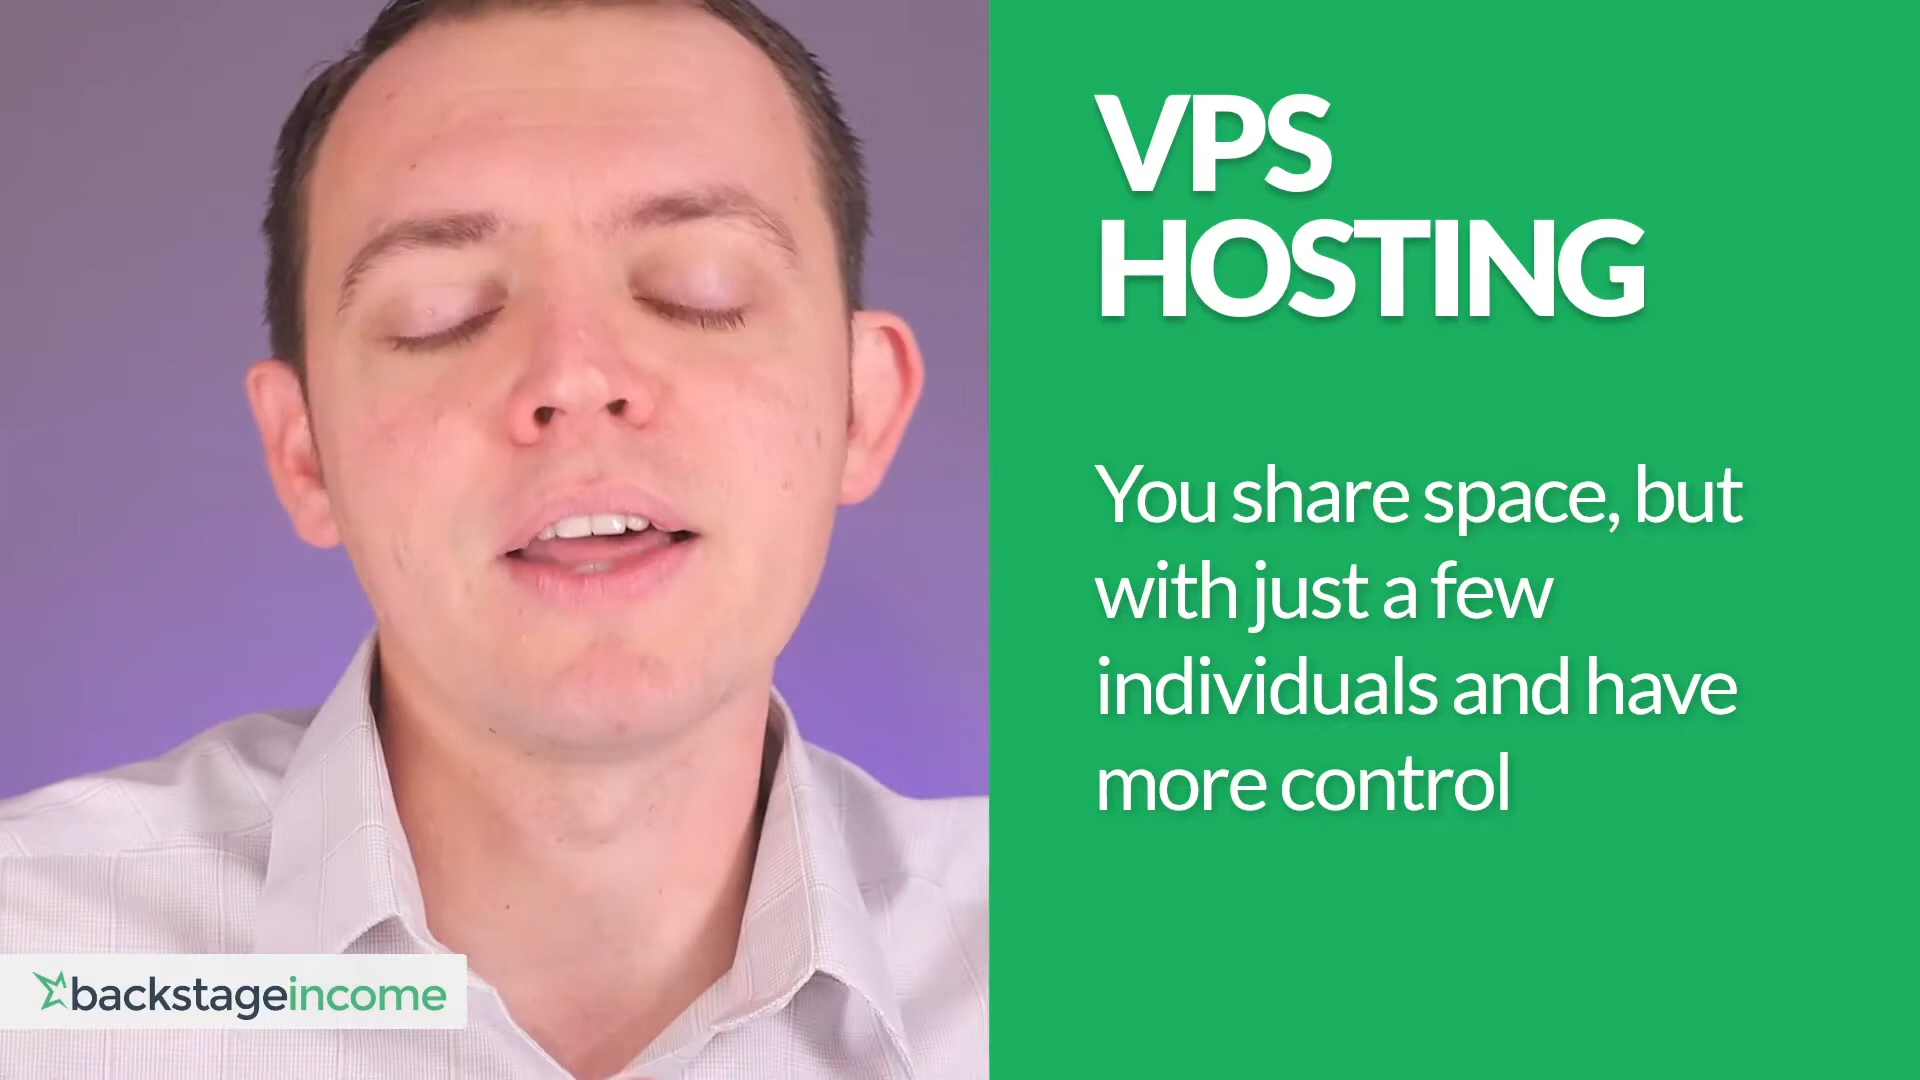 VPS
HOSTING
You share space, but
with just a few
individuals and have
more control
backstageincome